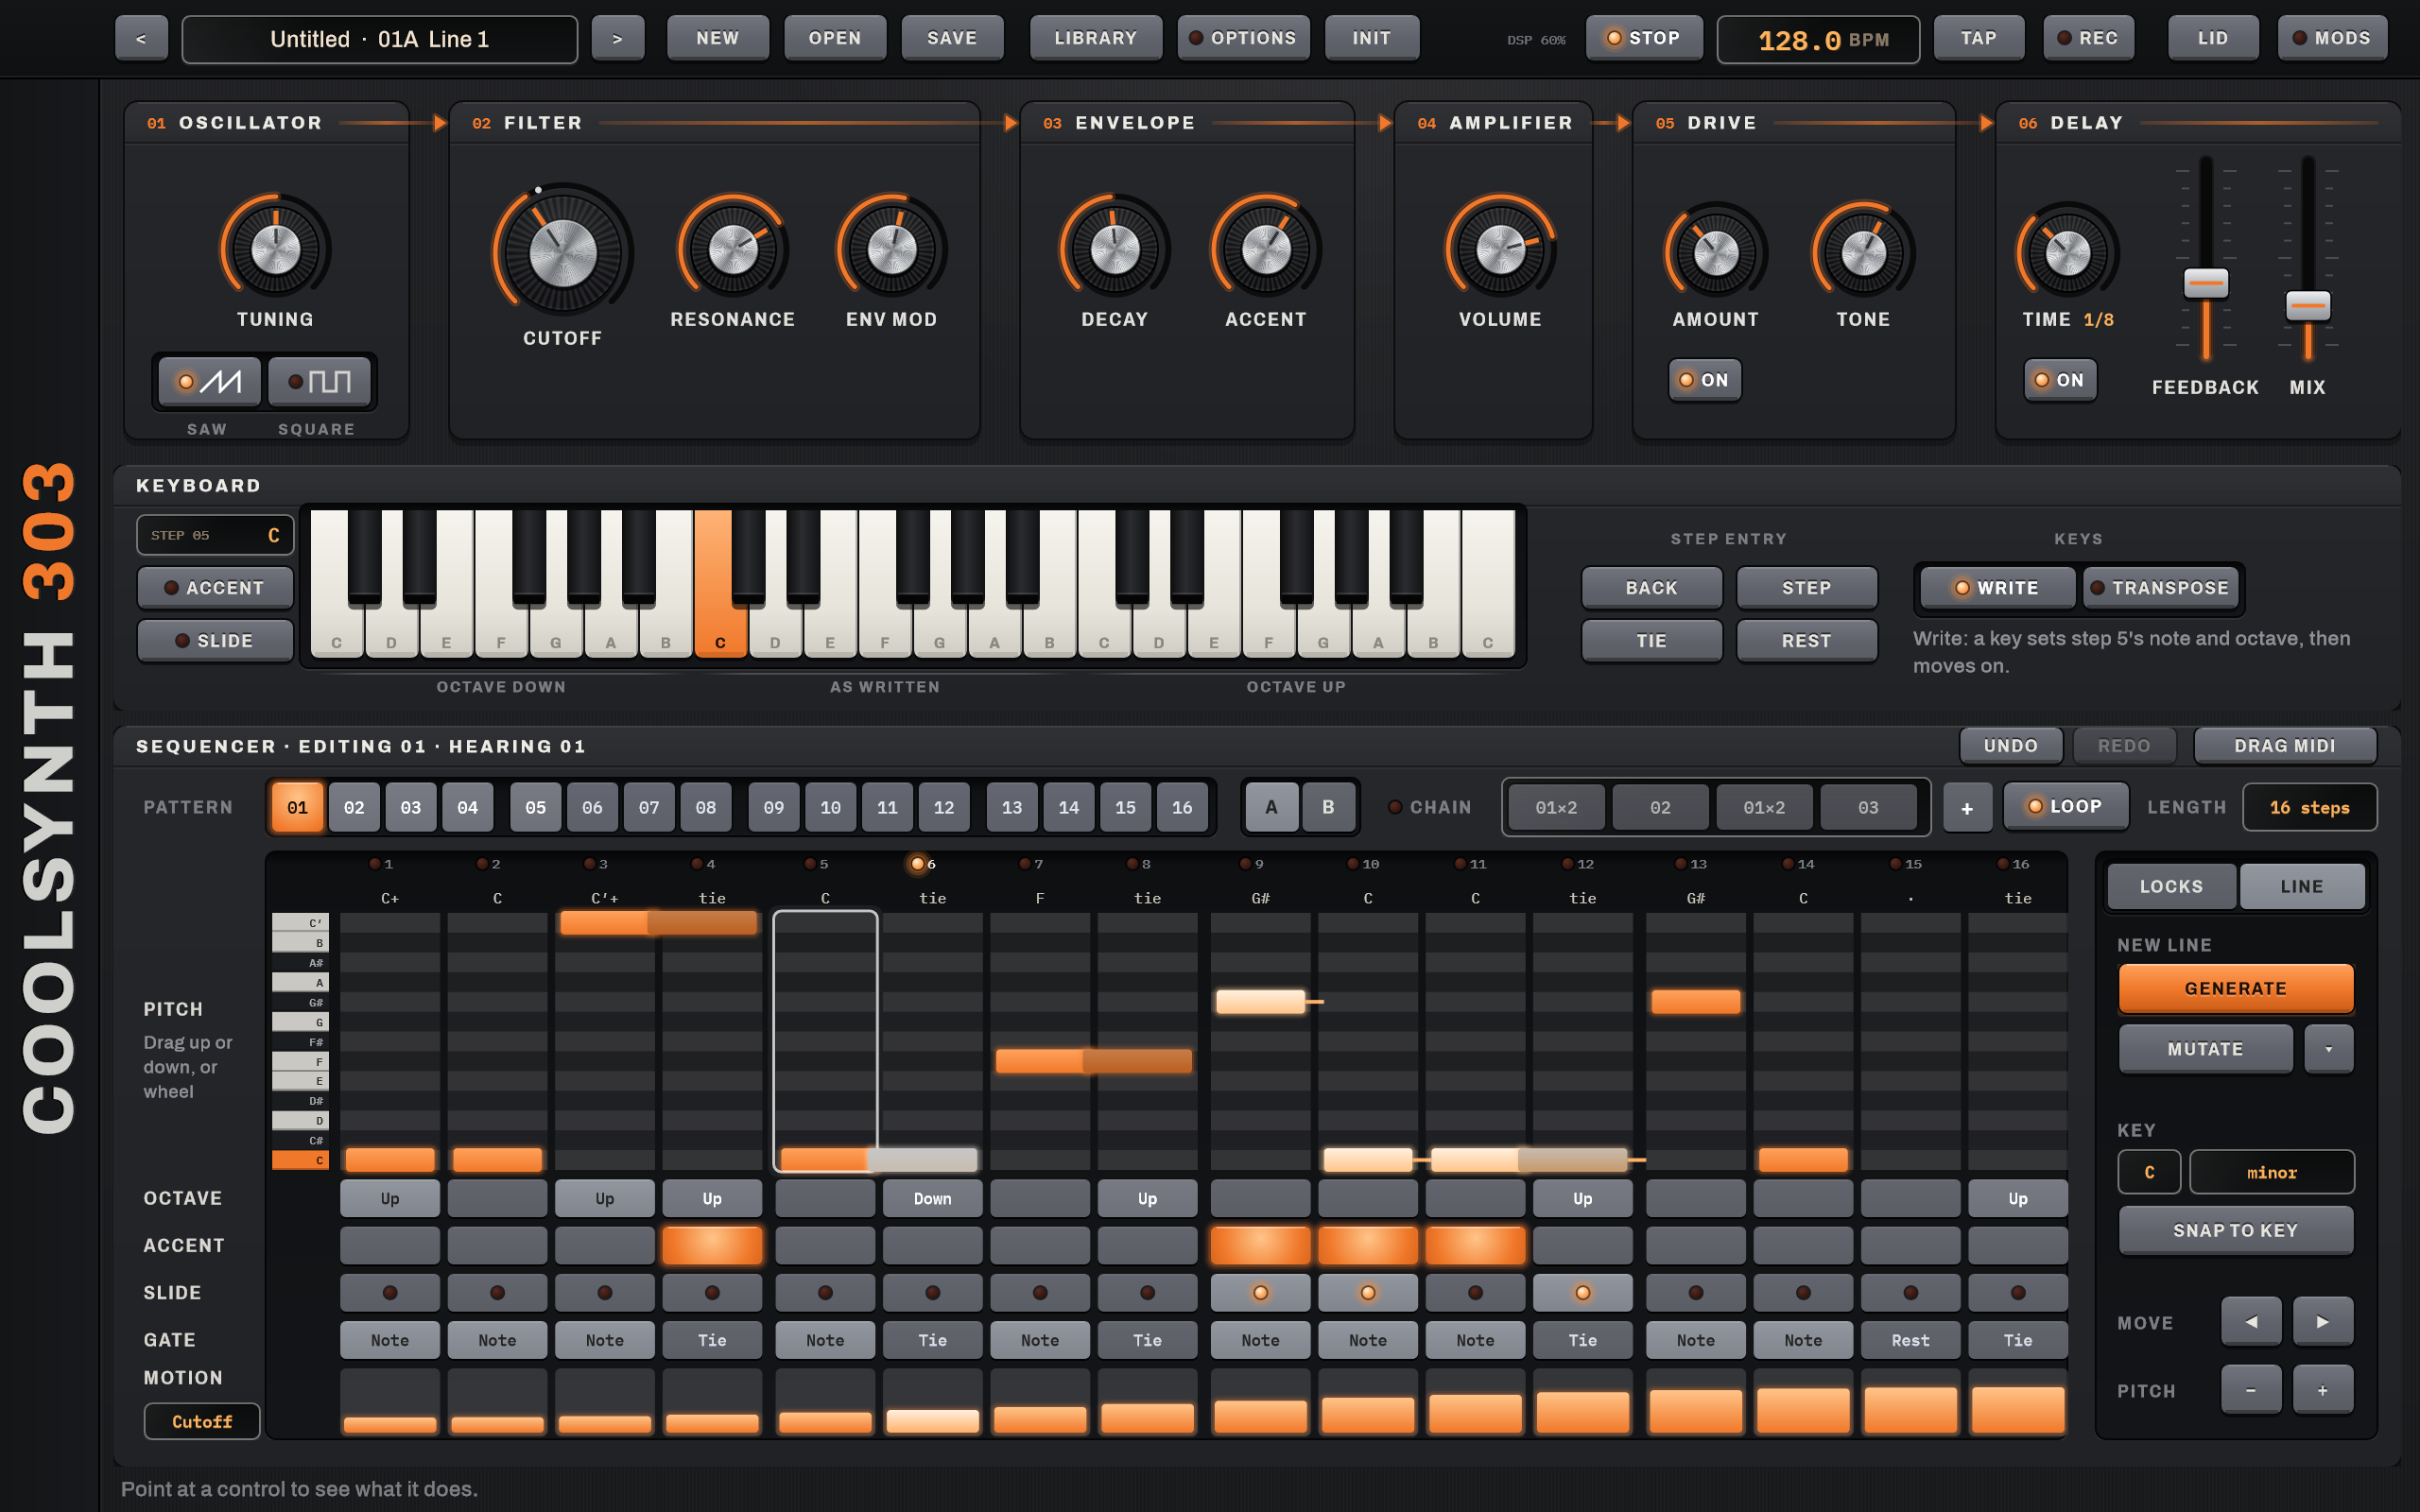 < Untitled · 01A Line 1 > NEW OPEN SAVE LIBRARY OPTIONS INIT DSP 60% STOP 128.0 BPM TAP REC LID MODS
COOLSYNTH 303
01 OSCILLATOR 02 FILTER 03 ENVELOPE 04 AMPLIFIER 05 DRIVE 06 DELAY
TUNING RESONANCE ENV MOD DECAY ACCENT VOLUME AMOUNT TONE TIME 1/8
CUTOFF
ON ON FEEDBACK MIX
SAW SQUARE
KEYBOARD
STEP 05 C
ACCENT
SLIDE
C D E F G A B C D E F G A B C D E F G A B C
OCTAVE DOWN AS WRITTEN OCTAVE UP
STEP ENTRY KEYS
BACK STEP WRITE TRANSPOSE
TIE REST
Write: a key sets step 5's note and octave, then
moves on.
SEQUENCER · EDITING 01 · HEARING 01 UNDO REDO DRAG MIDI
PATTERN 01 02 03 04 05 06 07 08 09 10 11 12 13 14 15 16 A B CHAIN 01×2 02 01×2 03 + LOOP LENGTH 16 steps
1 2 3 4 5 6 7 8 9 10 11 12 13 14 15 16
C+ C C'+ tie C tie F tie G# C C tie G# C · tie
C'
B
A#
A
G#
G
F#
F
E
D#
D
C#
C
PITCH
Drag up or
down, or
wheel
OCTAVE Up Up Up Down Up Up Up
ACCENT
SLIDE
GATE Note Note Note Tie Note Tie Note Tie Note Note Note Tie Note Note Rest Tie
MOTION
Cutoff
LOCKS LINE
NEW LINE
GENERATE
MUTATE
KEY
C minor
SNAP TO KEY
MOVE
PITCH − +
Point at a control to see what it does.